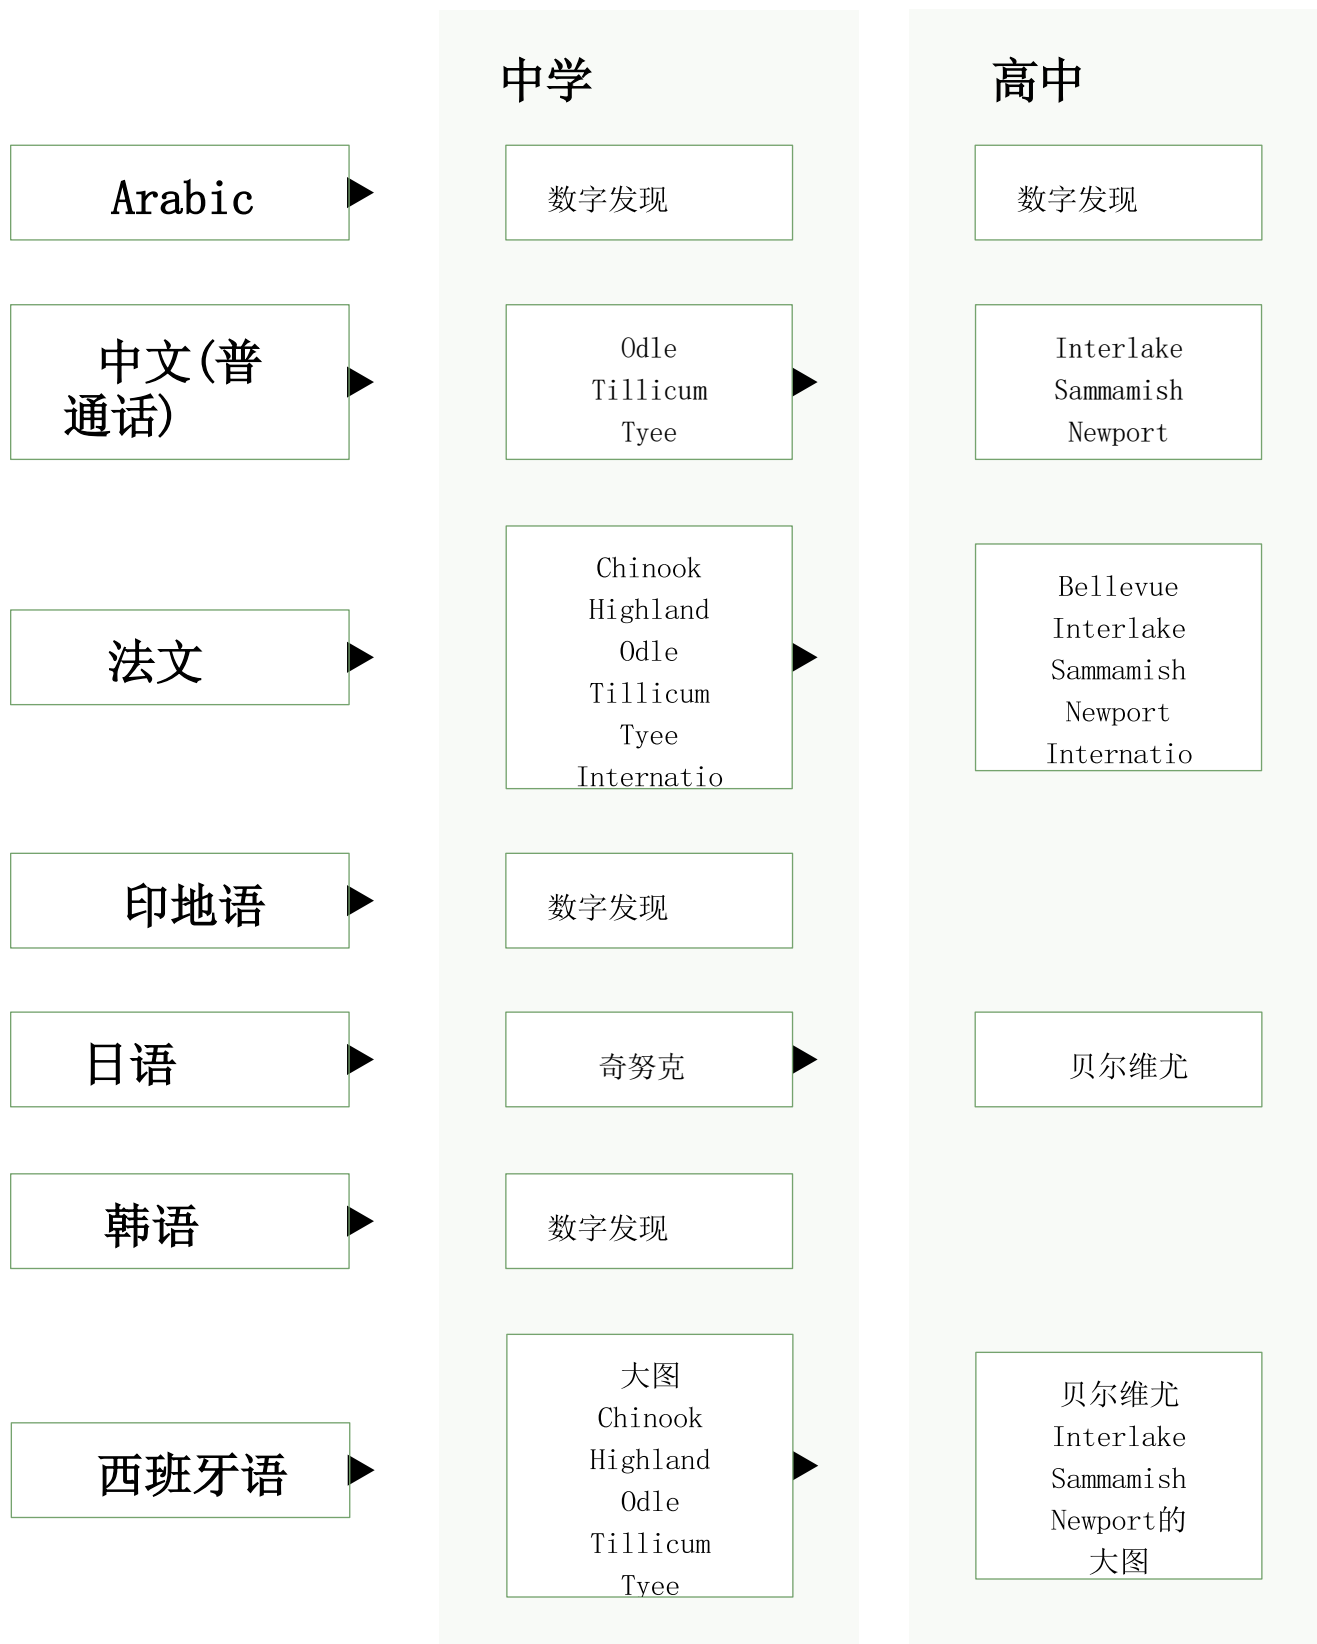 中学
高中
Arabic
数字发现
数字发现
中文(普
通话)
Odle
Tillicum
Tyee
Interlake
Sammamish
Newport
法文
Chinook
Highland
Odle
Tillicum
Tyee
Internatio
Bellevue
Interlake
Sammamish
Newport
Internatio
印地语
数字发现
日语
奇努克
贝尔维尤
韩语
数字发现
西班牙语
大图
Chinook
Highland
Odle
Tillicum
Tyee
贝尔维尤
Interlake
Sammamish
Newport的
大图